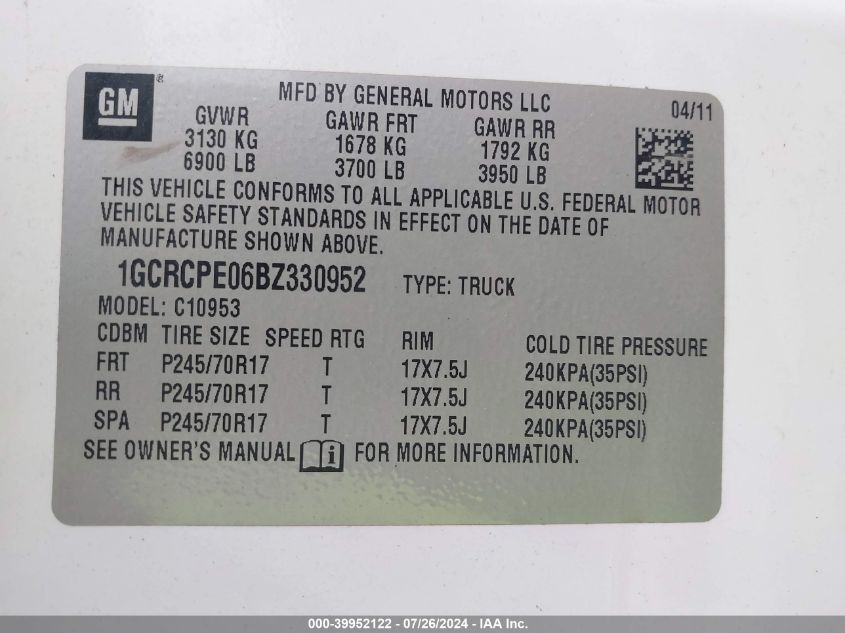 GM ®
MFD BY GENERAL MOTORS LLC
04/11
GVWR GAWR FRT GAWR RR
3130 KG 1678 KG 1792 KG
6900 LB 3700 LB 3950 LB
THIS VEHICLE CONFORMS TO ALL APPLICABLE U.S. FEDERAL MOTOR
VEHICLE SAFETY STANDARDS IN EFFECT ON THE DATE OF
MANUFACTURE SHOWN ABOVE.
1GCRCPE06BZ330952 TYPE: TRUCK
MODEL: C10953
CDBM TIRE SIZE SPEED RTG RIM COLD TIRE PRESSURE
FRT P245/70R17 T 17X7.5J 240KPA(35PSI)
RR P245/70R17 T 17X7.5J 240KPA(35PSI)
SPA P245/70R17 T 17X7.5J 240KPA(35PSI)
SEE OWNER'S MANUAL i FOR MORE INFORMATION.
000-39952122 - 07/26/2024 - IAA Inc.